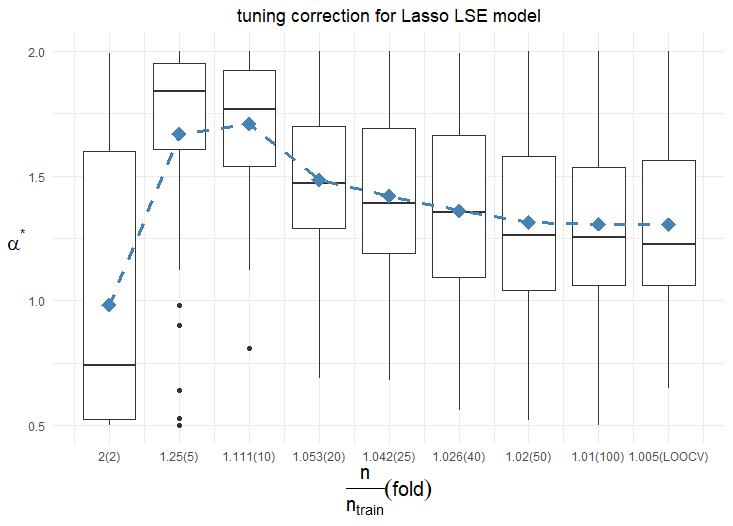 tuning correction for Lasso LSE model
2.0
1.5
α*
1.0
0.5
2(2) 1.25(5) 1.111(10) 1.053(20) 1.042(25) 1.026(40) 1.02(50) 1.01(100) 1.005(LOOCV)
n
(fold)
n_train